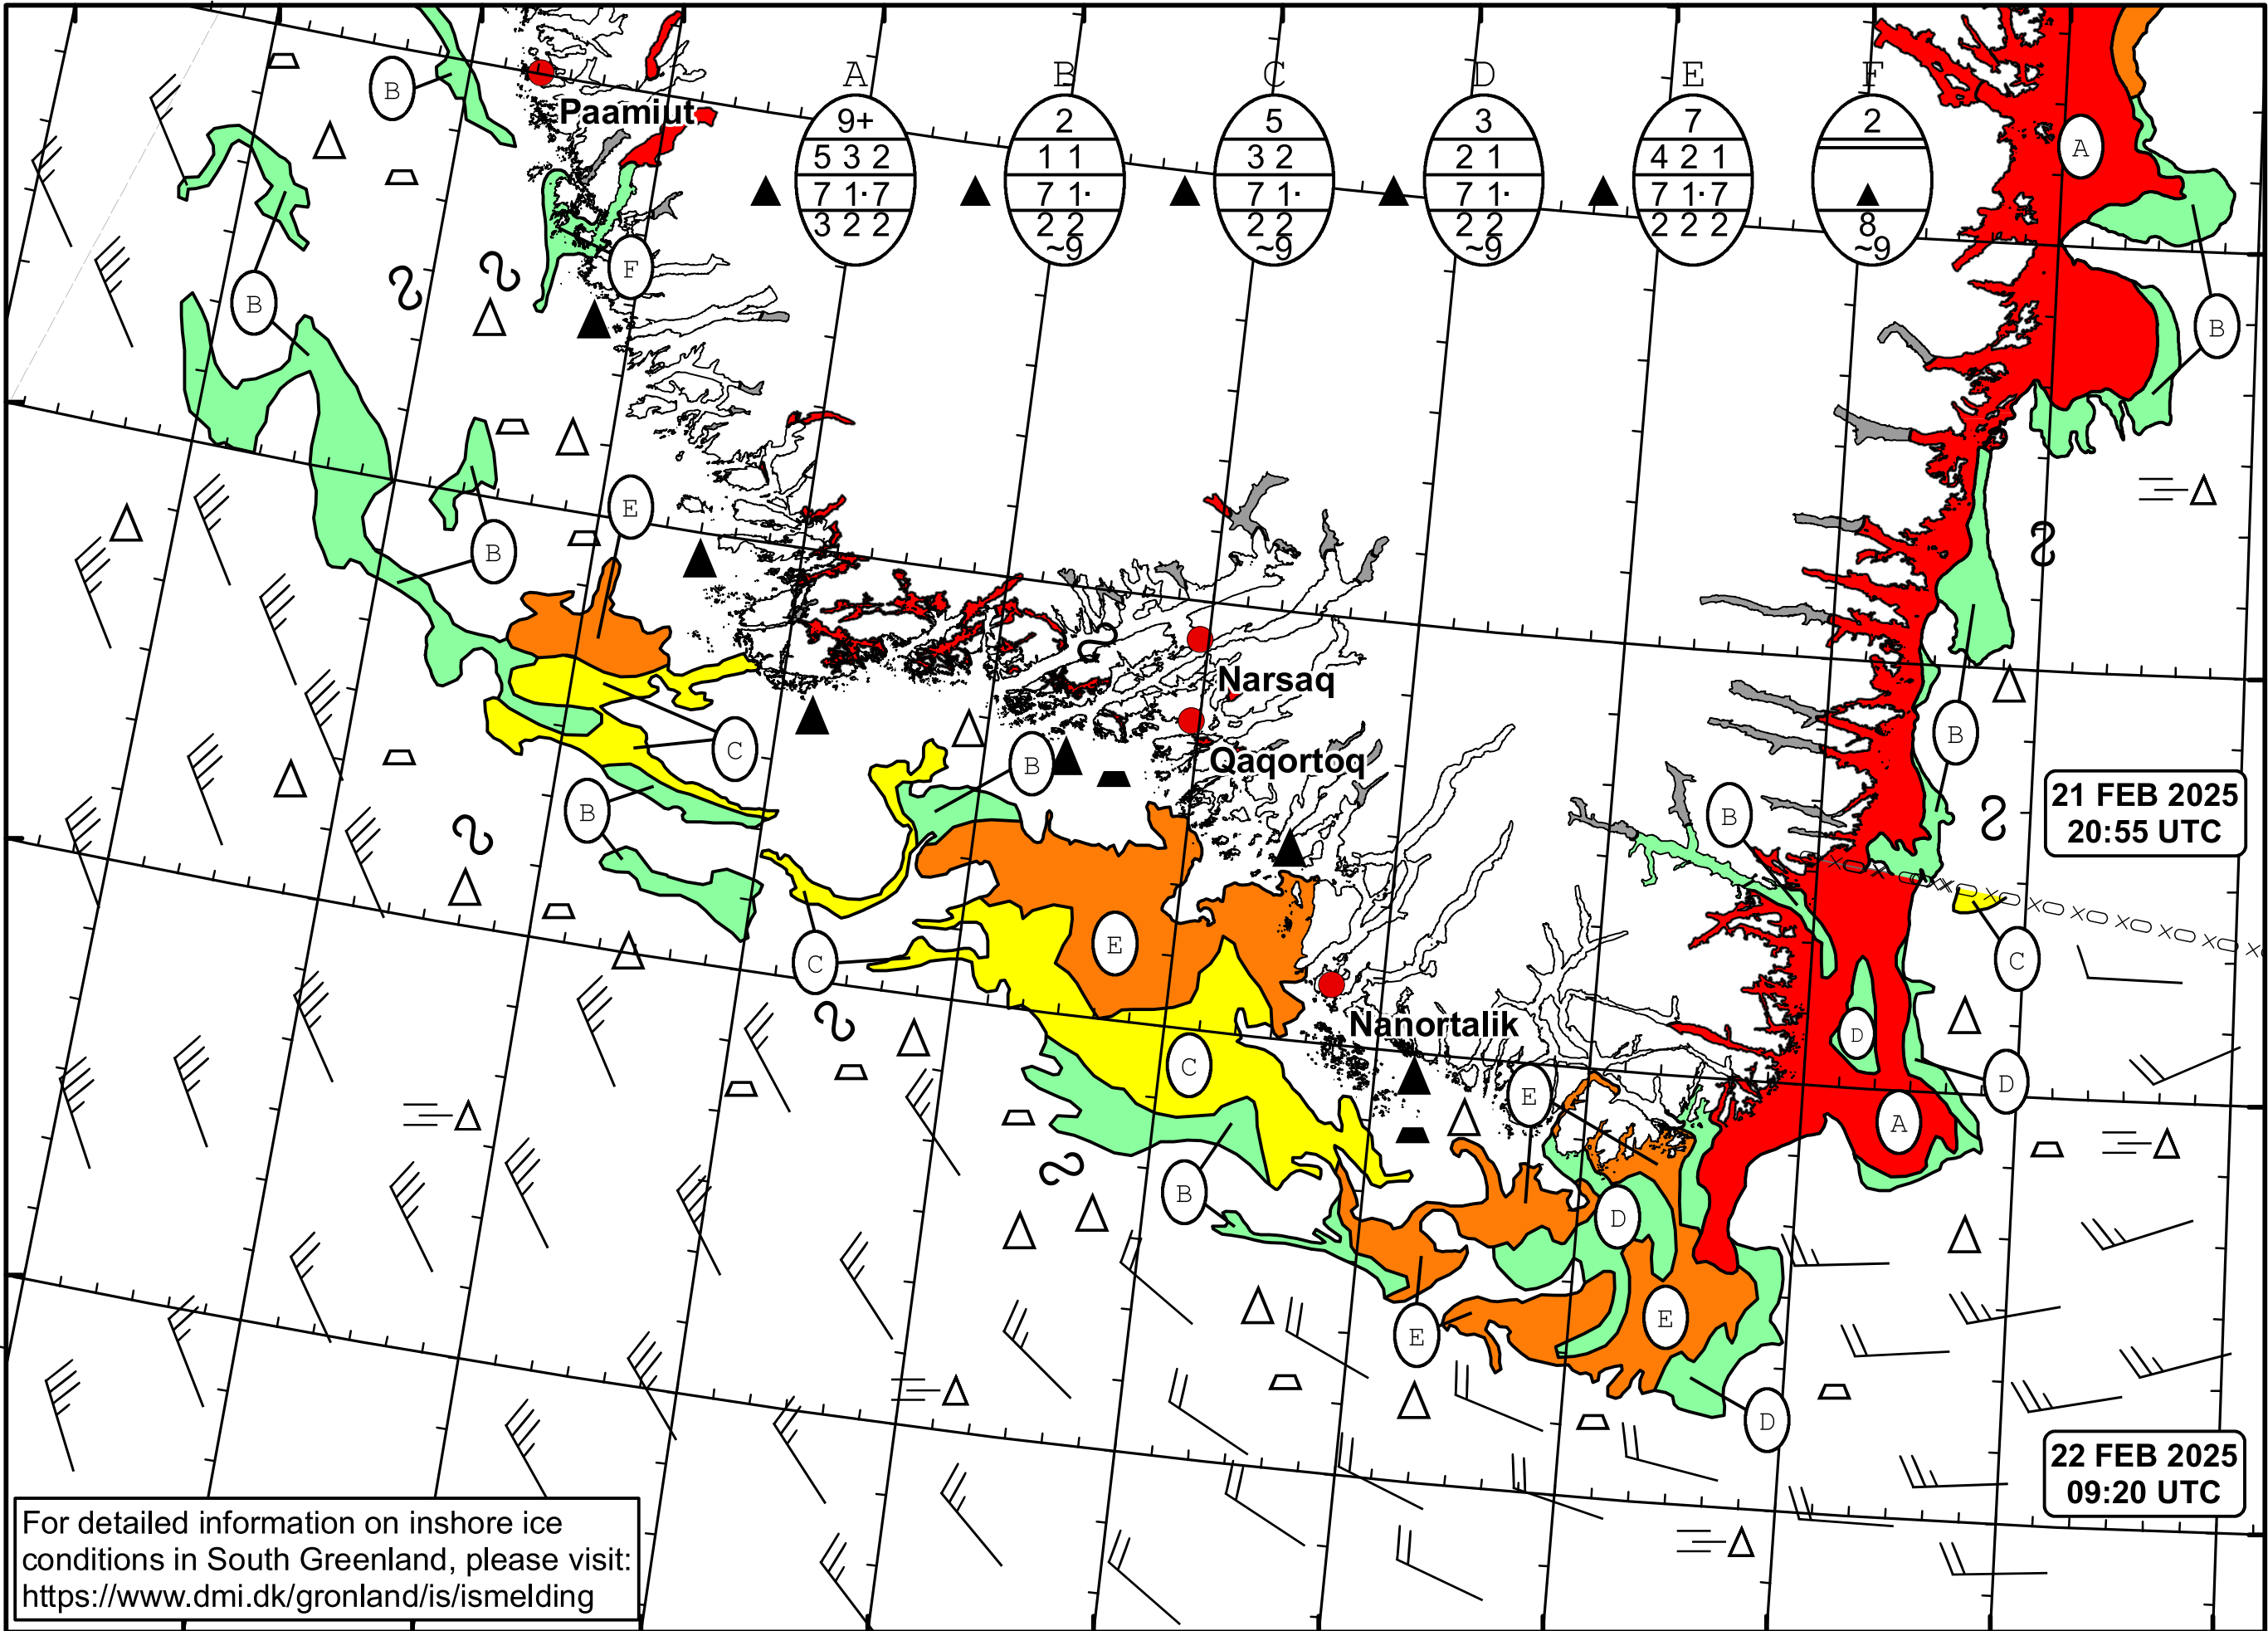 A B C D E F
9+
5 3 2
7 1· 7
3 2 2
2
1 1
7 1·
2 2
~9
5
3 2
7 1·
2 2
~9
3
2 1
7 1·
2 2
~9
7
4 2 1
7 1· 7
2 2 2
2
8
~9
B
Paamiut
A
F
B
B
E
B
Narsaq
C
B
Qaqortoq
B
B
B
21 FEB 2025
20:55 UTC
E
C
C
Nanortalik
D
C
D
E
A
B
D
E
E
D
22 FEB 2025
09:20 UTC
For detailed information on inshore ice
conditions in South Greenland, please visit:
https://www.dmi.dk/gronland/is/ismelding